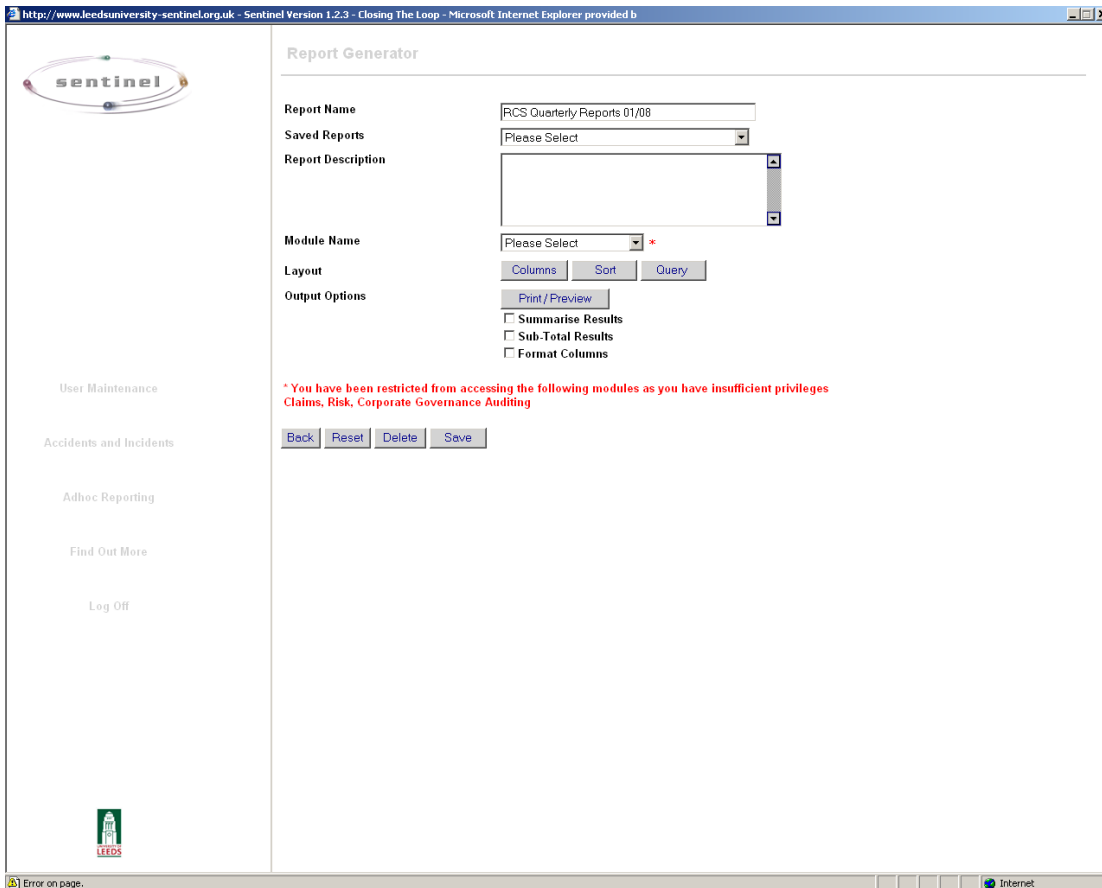 http://www.leedsuniversity-sentinel.org.uk - Sentinel Version 1.2.3 - Closing The Loop - Microsoft Internet Explorer provided b
sentinel
Report Generator
Report Name RCS Quarterly Reports 01/08
Saved Reports Please Select
Report Description
Module Name Please Select *
Layout Columns Sort Query
Output Options Print / Preview
Summarise Results
Sub-Total Results
Format Columns
* You have been restricted from accessing the following modules as you have insufficient privileges
Claims, Risk, Corporate Governance Auditing
Back Reset Delete Save
User Maintenance
Accidents and Incidents
Adhoc Reporting
Find Out More
Log Off
UNIVERSITY OF
LEEDS
Error on page. Internet